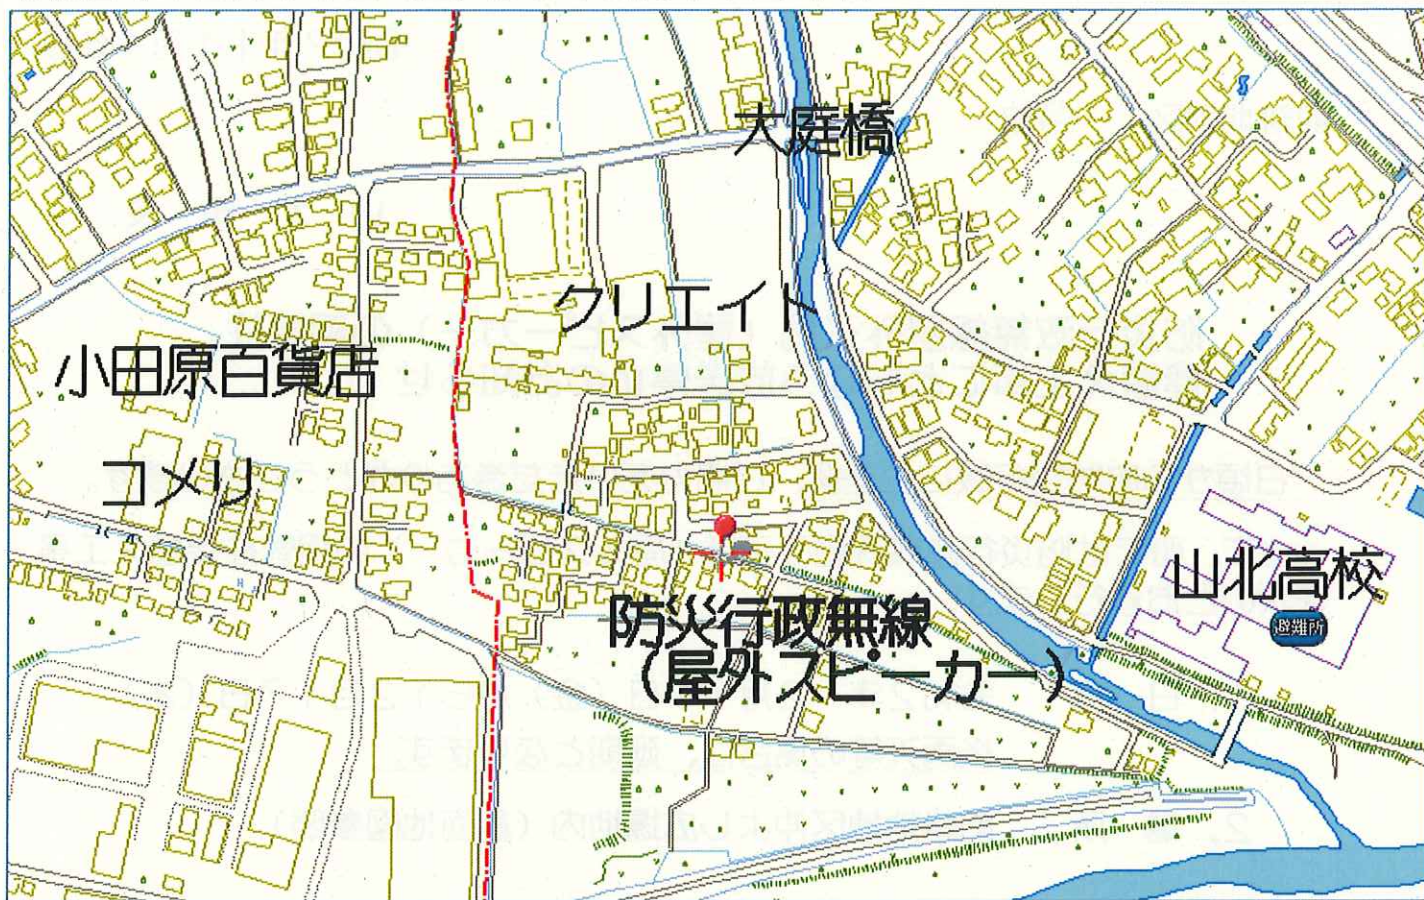 大庭橋
クリエイト
小田原百貨店
コメリ
山北高校
避難所
防災行政無線
（屋外スピーカー）